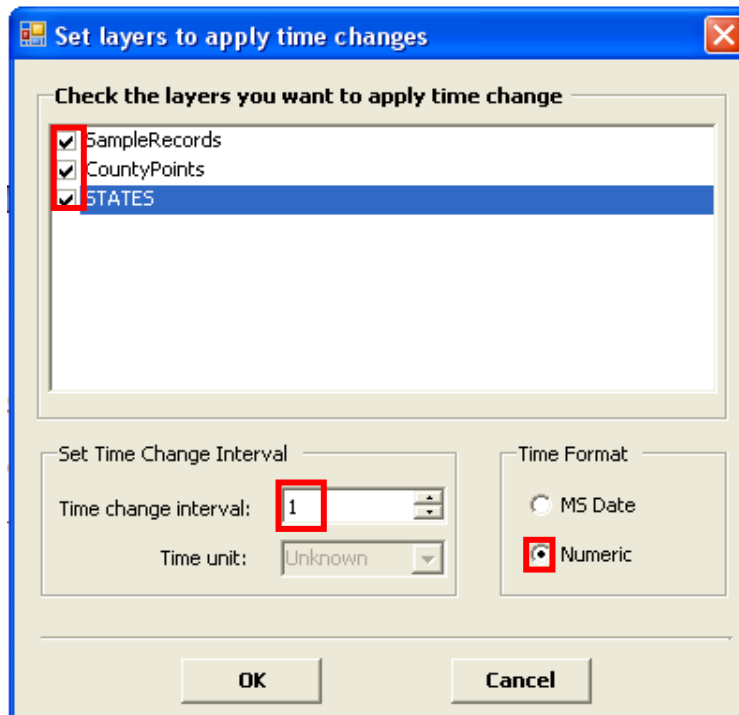 Set layers to apply time changes
Check the layers you want to apply time change
SampleRecords
CountyPoints
STATES
Set Time Change Interval
Time change interval: 1
Time unit: Unknown
Time Format
MS Date
Numeric
OK Cancel